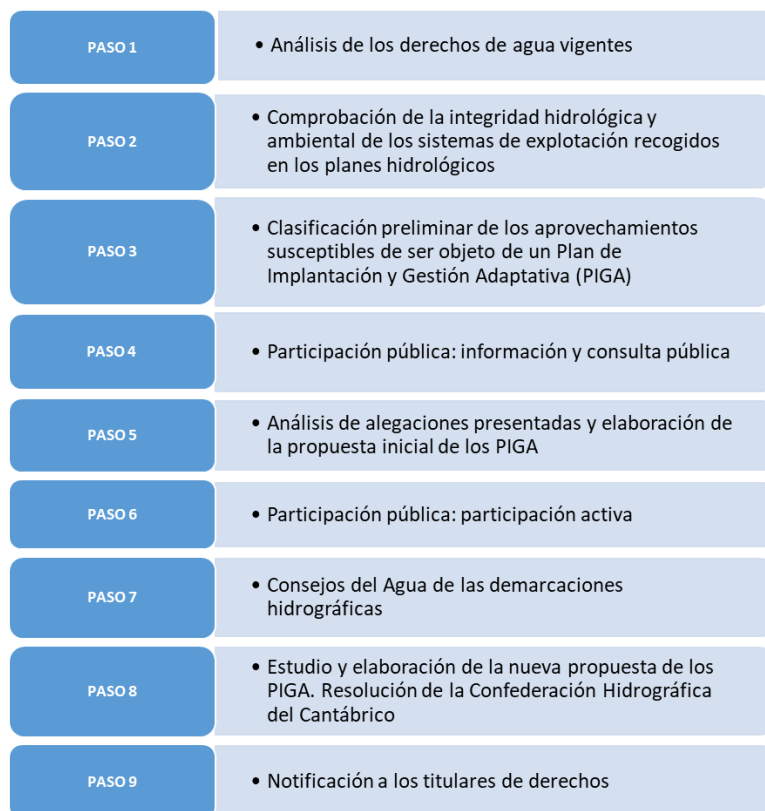 PASO 1
• Análisis de los derechos de agua vigentes
PASO 2
• Comprobación de la integridad hidrológica y
ambiental de los sistemas de explotación recogidos
en los planes hidrológicos
PASO 3
• Clasificación preliminar de los aprovechamientos
susceptibles de ser objeto de un Plan de
Implantación y Gestión Adaptativa (PIGA)
PASO 4
• Participación pública: información y consulta pública
PASO 5
• Análisis de alegaciones presentadas y elaboración de
la propuesta inicial de los PIGA
PASO 6
• Participación pública: participación activa
PASO 7
• Consejos del Agua de las demarcaciones
hidrográficas
PASO 8
• Estudio y elaboración de la nueva propuesta de los
PIGA. Resolución de la Confederación Hidrográfica
del Cantábrico
PASO 9
• Notificación a los titulares de derechos